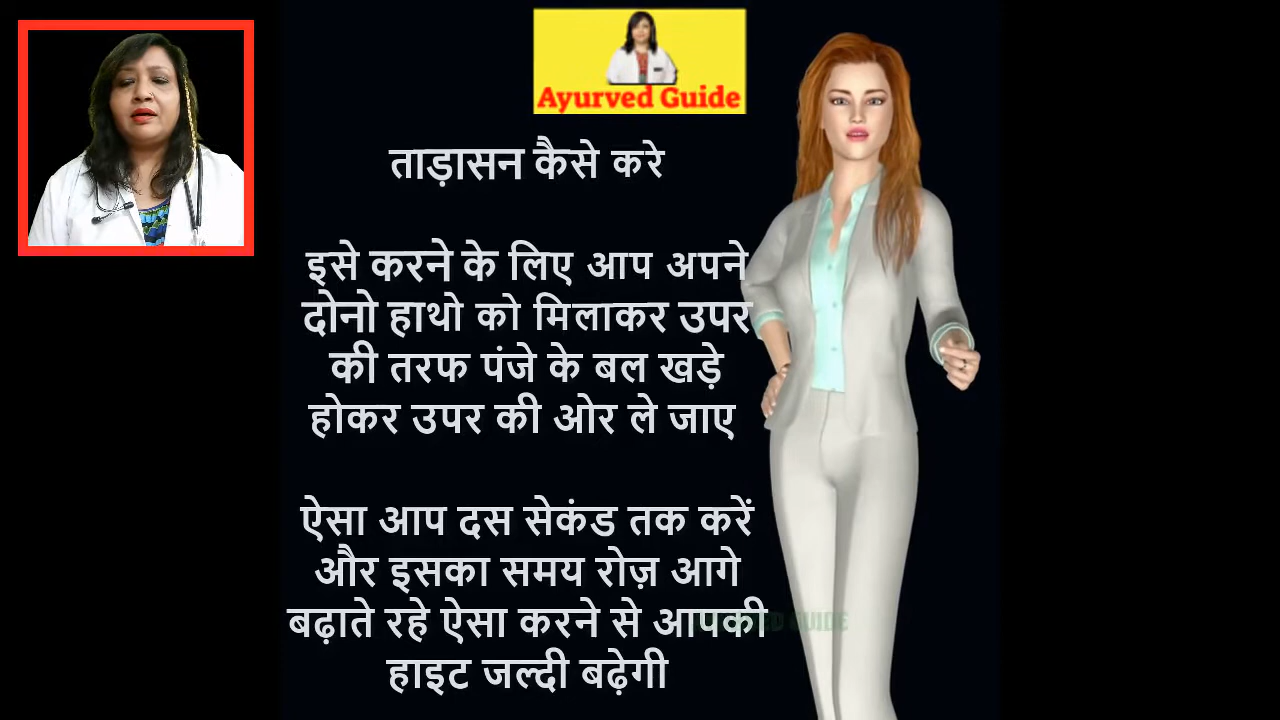 Ayurved Guide
ताड़ासन कैसे करे
इसे करने के लिए आप अपने
दोनो हाथो को मिलाकर उपर
की तरफ पंजे के बल खड़े
होकर उपर की ओर ले जाए
ऐसा आप दस सेकंड तक करें
और इसका समय रोज़ आगे
बढ़ाते रहे ऐसा करने से आपकी
हाइट जल्दी बढ़ेगी
GUIDE